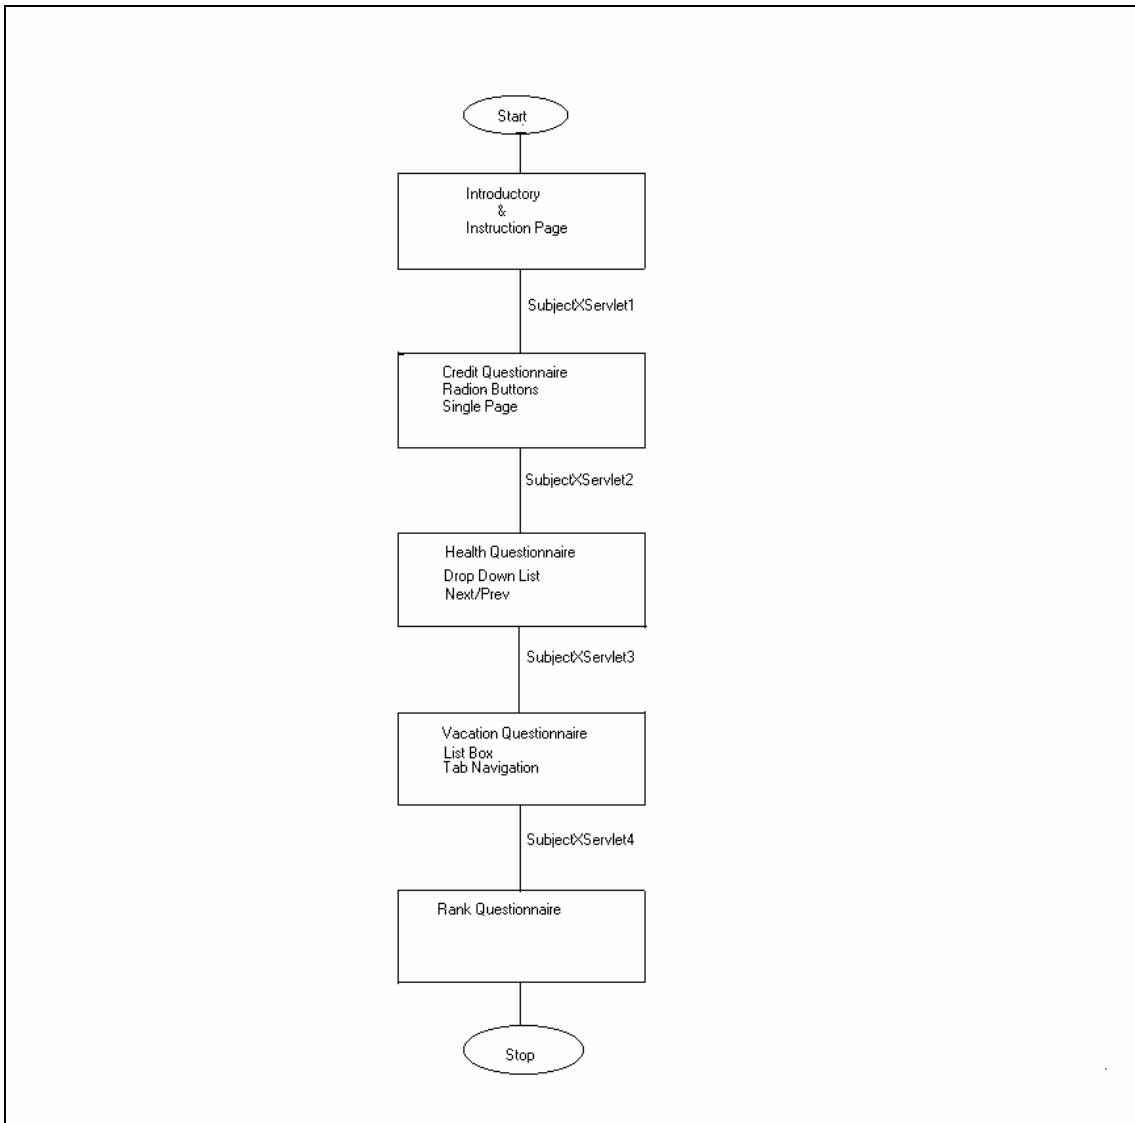 Start
Introductory
&
Instruction Page
SubjectXServlet1
Credit Questionnaire
Radion Buttons
Single Page
SubjectXServlet2
Health Questionnaire
Drop Down List
Next/Prev
SubjectXServlet3
Vacation Questionnaire
List Box
Tab Navigation
SubjectXServlet4
Rank Questionnaire
Stop